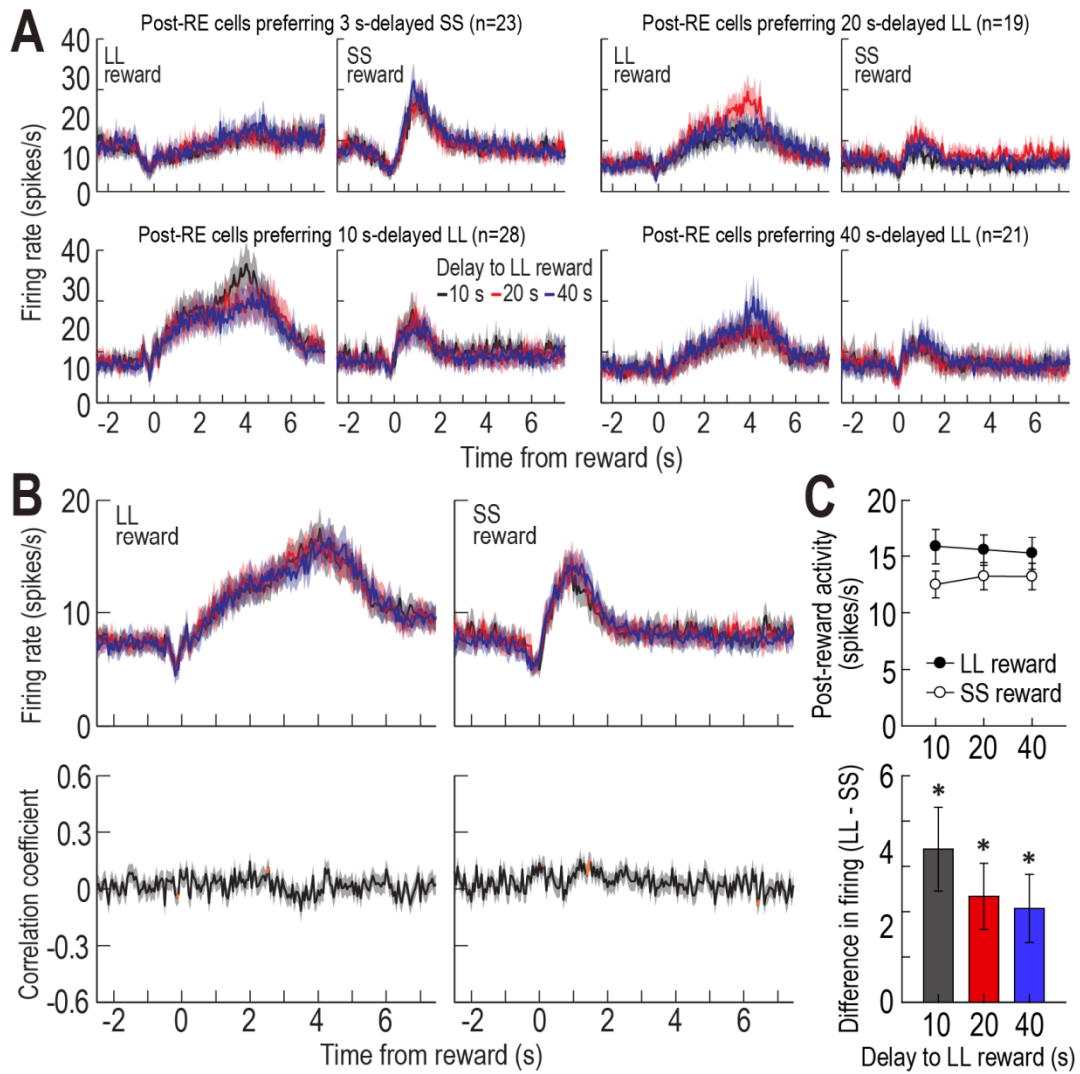 A
Post-RE cells preferring 3 s-delayed SS (n=23)
Post-RE cells preferring 20 s-delayed LL (n=19)
40
30
20
10
0
LL
reward
SS
reward
LL
reward
SS
reward
Firing rate (spikes/s)
Post-RE cells preferring 10 s-delayed LL (n=28)
Post-RE cells preferring 40 s-delayed LL (n=21)
40
30
20
10
0
Delay to LL reward
10 s 20 s 40 s
-2 0 2 4 6 -2 0 2 4 6 -2 0 2 4 6 -2 0 2 4 6
Time from reward (s)
B
20
10
0
LL
reward
SS
reward
Firing rate (spikes/s)
0.6
0.3
0
-0.3
-0.6
Correlation coefficient
-2 0 2 4 6 -2 0 2 4 6
Time from reward (s)
C
20
15
10
5
0
Post-reward activity
(spikes/s)
LL reward
SS reward
10 20 40
6
4
2
0
Difference in firing (LL - SS)
* * *
10 20 40
Delay to LL reward (s)